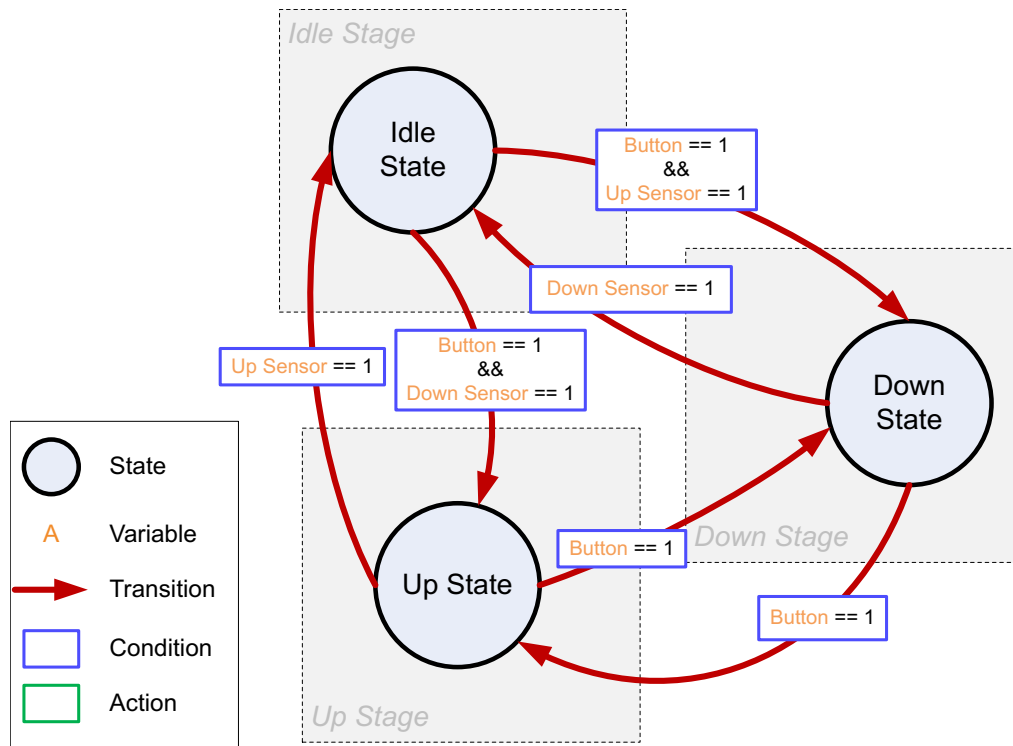 Idle Stage
Idle
State
Button == 1
&&
Up Sensor == 1
Down Sensor == 1
Up Sensor == 1
Button == 1
&&
Down Sensor == 1
Down
State
Down Stage
Button == 1
Up State
Button == 1
Up Stage
State
A Variable
Transition
Condition
Action